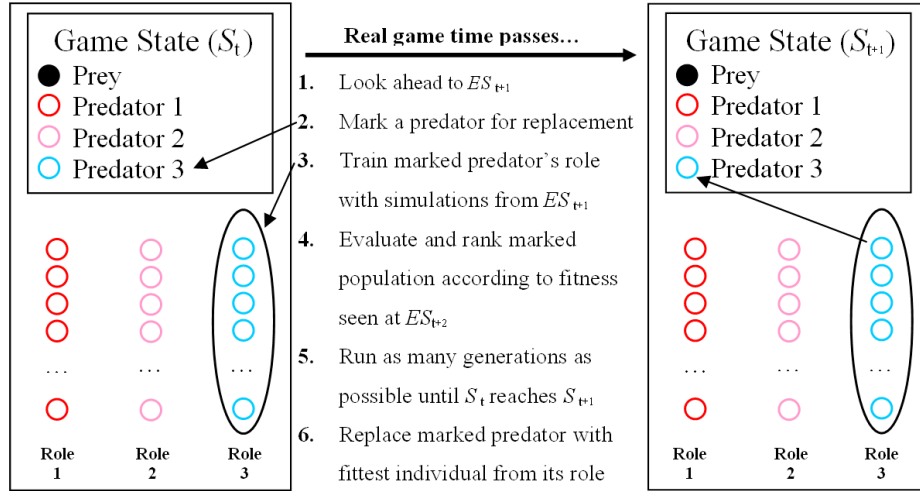 Game State (St)
Prey
Predator 1
Predator 2
Predator 3
... ... ...
Role Role Role
1 2 3
Real game time passes…
1. Look ahead to ESt+1
2. Mark a predator for replacement
3. Train marked predator's role
with simulations from ESt+1
4. Evaluate and rank marked
population according to fitness
seen at ESt+2
5. Run as many generations as
possible until St reaches St+1
6. Replace marked predator with
fittest individual from its role
Game State (St+1)
Prey
Predator 1
Predator 2
Predator 3
... ... ...
Role Role Role
1 2 3